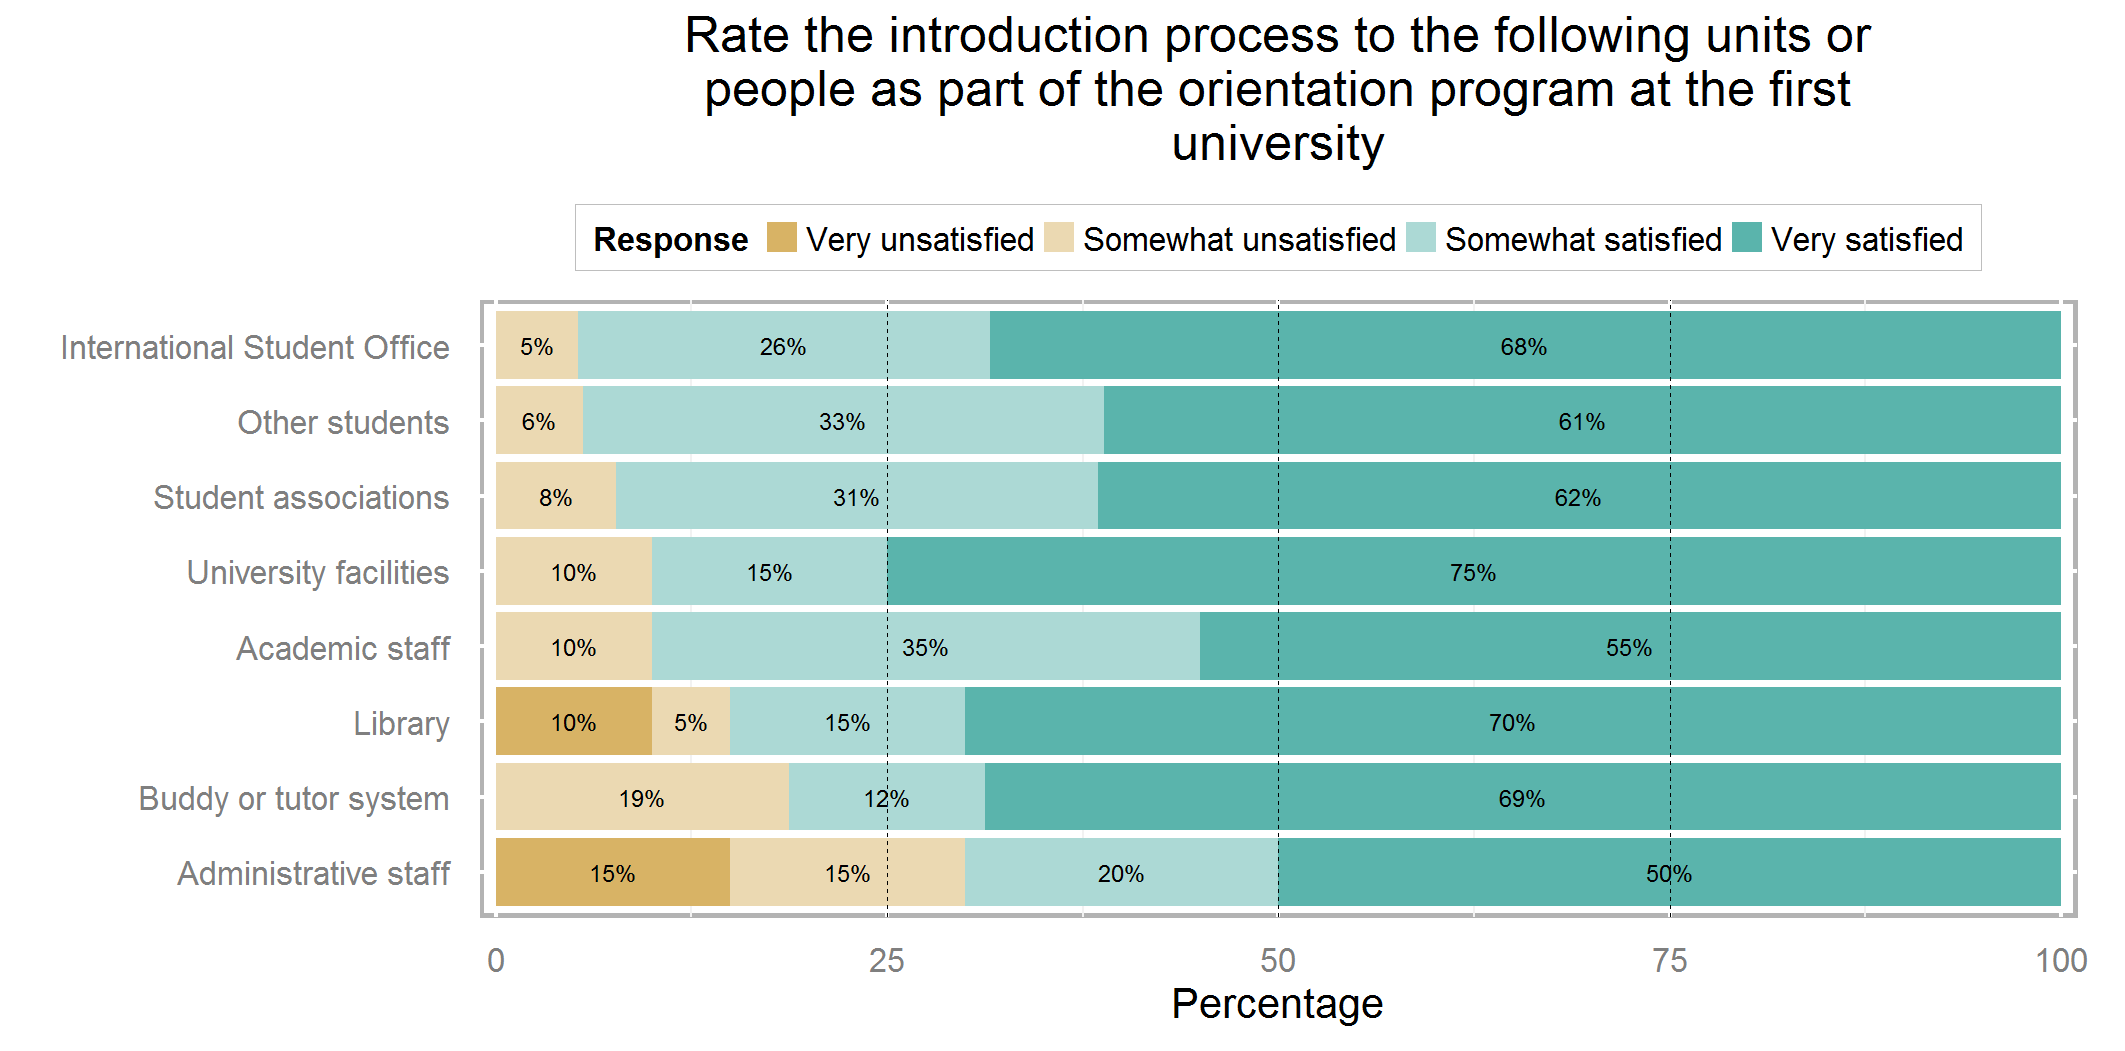 Rate the introduction process to the following units or
people as part of the orientation program at the first
university
Response Very unsatisfied Somewhat unsatisfied Somewhat satisfied Very satisfied
International Student Office 5% 26% 68%
Other students 6% 33% 61%
Student associations 8% 31% 62%
University facilities 10% 15% 75%
Academic staff 10% 35% 55%
Library 10% 5% 15% 70%
Buddy or tutor system 19% 12% 69%
Administrative staff 15% 15% 20% 50%
0 25 50 75 100
Percentage